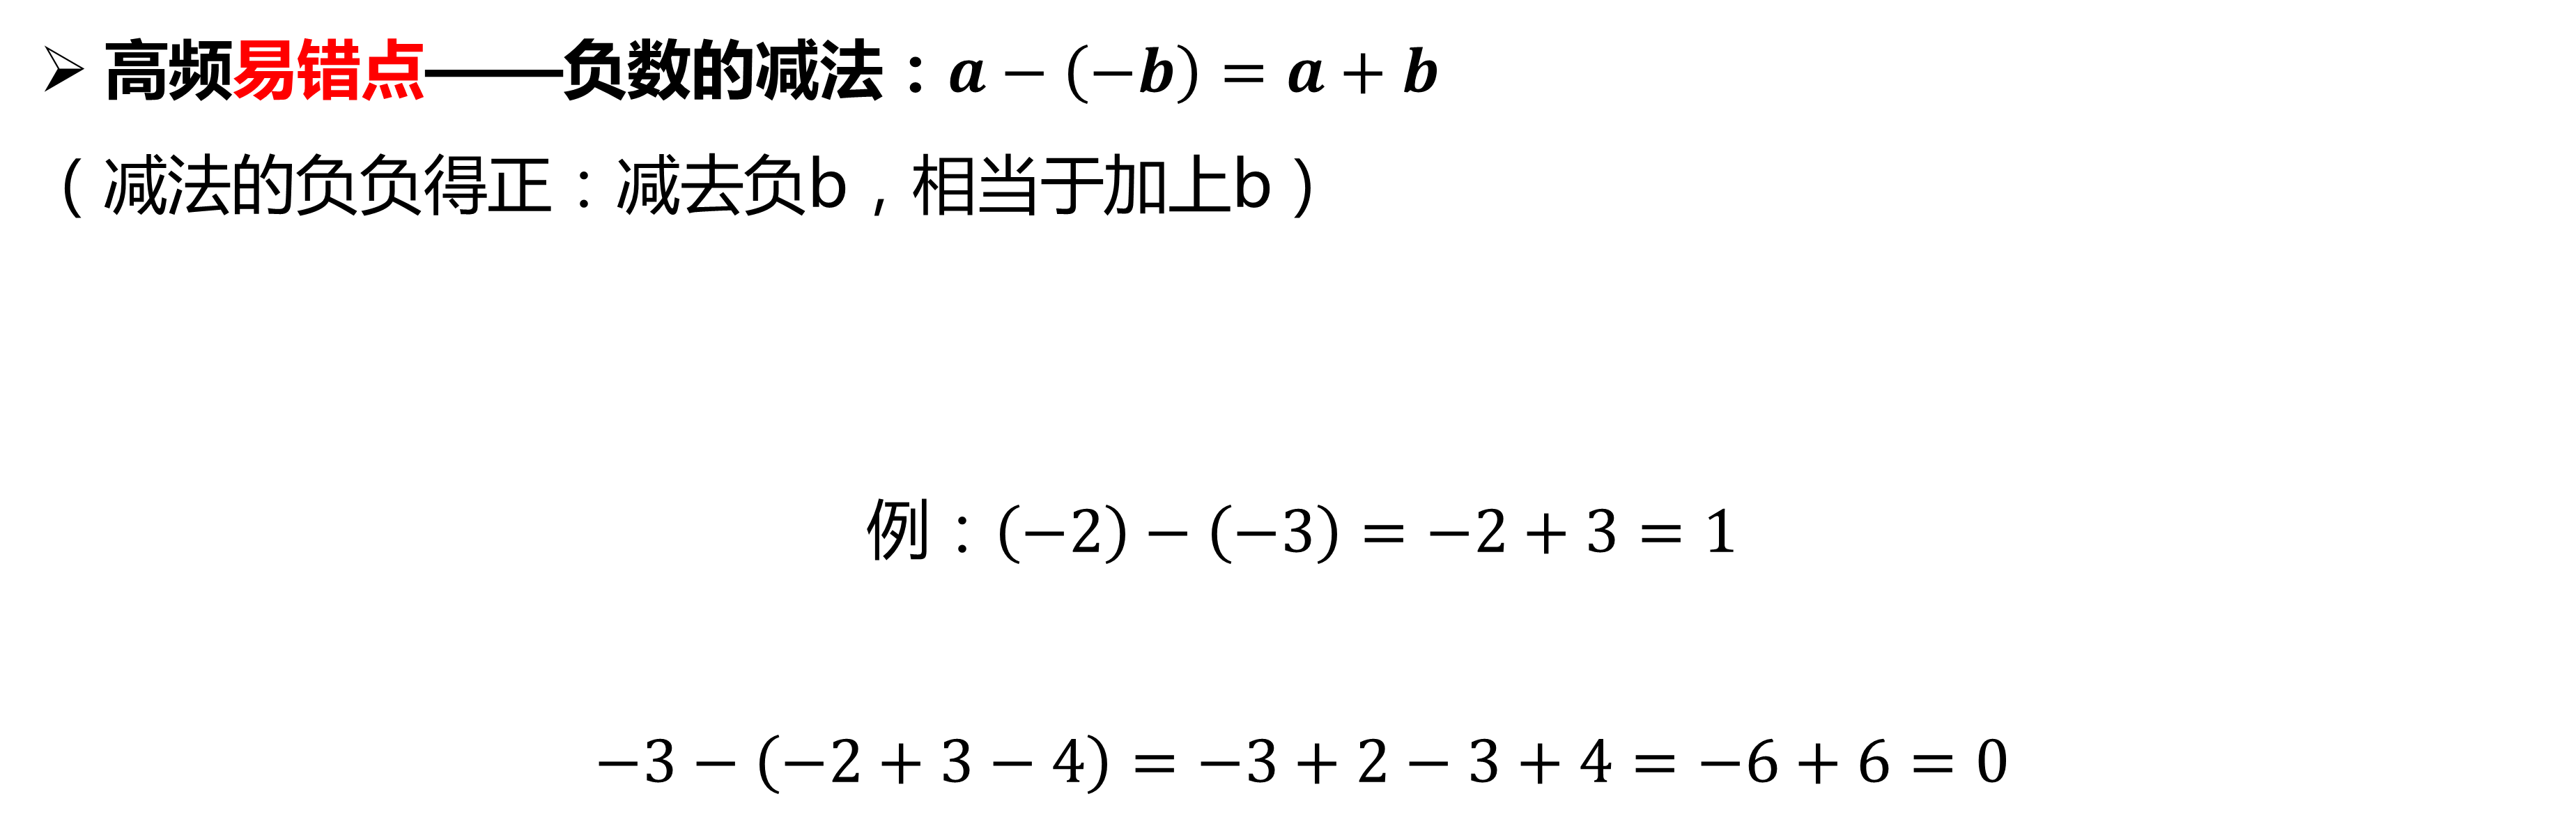 ➢ 高频易错点——负数的减法：a − (−b) = a + b
（减法的负负得正：减去负b，相当于加上b）
例：(−2) − (−3) = −2 + 3 = 1
−3 − (−2 + 3 − 4) = −3 + 2 − 3 + 4 = −6 + 6 = 0